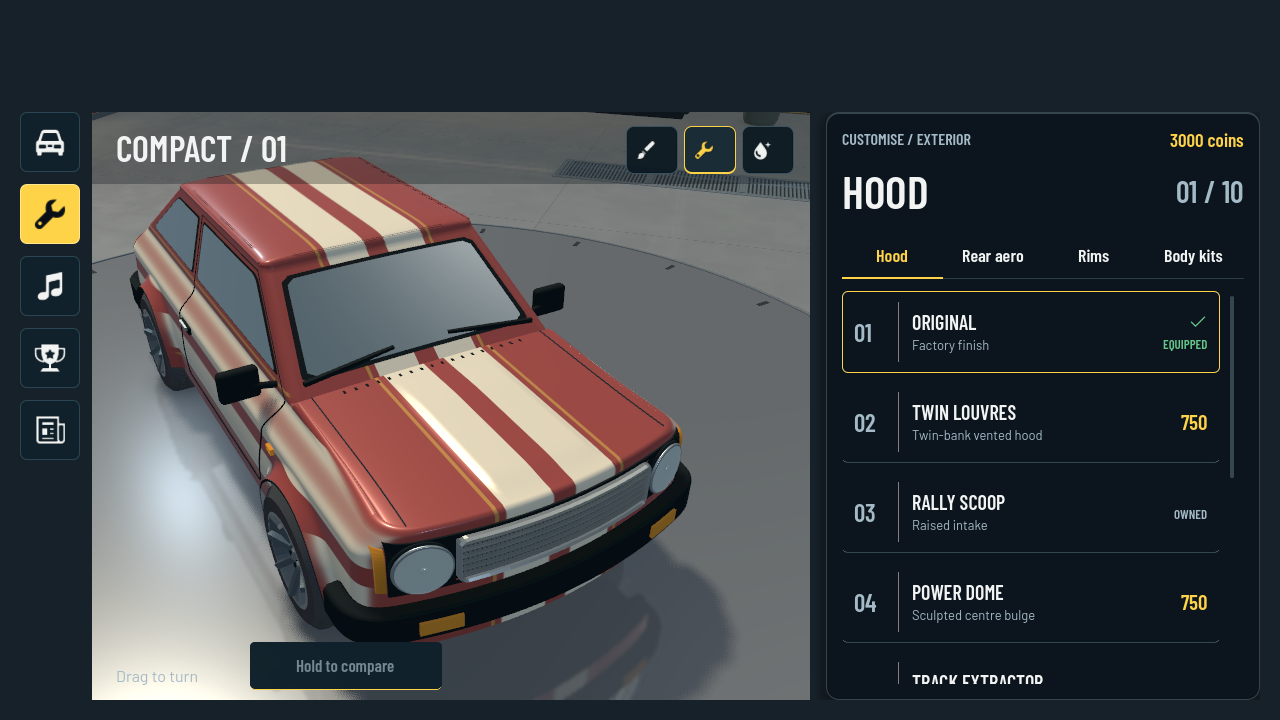 COMPACT / 01
Drag to turn
Hold to compare
CUSTOMISE / EXTERIOR
3000 coins
HOOD
01 / 10
Hood
Rear aero
Rims
Body kits
01
ORIGINAL
Factory finish
EQUIPPED
02
TWIN LOUVRES
Twin-bank vented hood
750
03
RALLY SCOOP
Raised intake
OWNED
04
POWER DOME
Sculpted centre bulge
750
TRACK EXTRACTOR